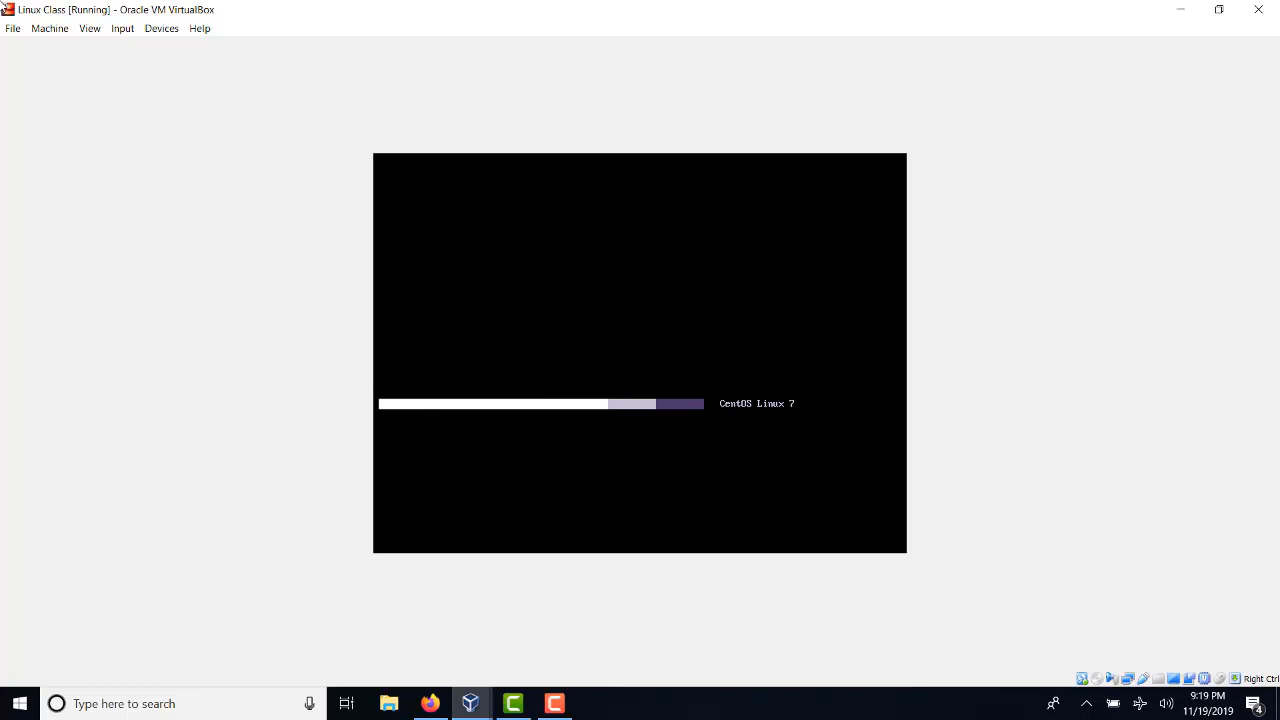 Linux Class [Running] - Oracle VM VirtualBox
File Machine View Input Devices Help
CentOS Linux 7
Right Ctrl
Type here to search
9:19 PM
11/19/2019
4